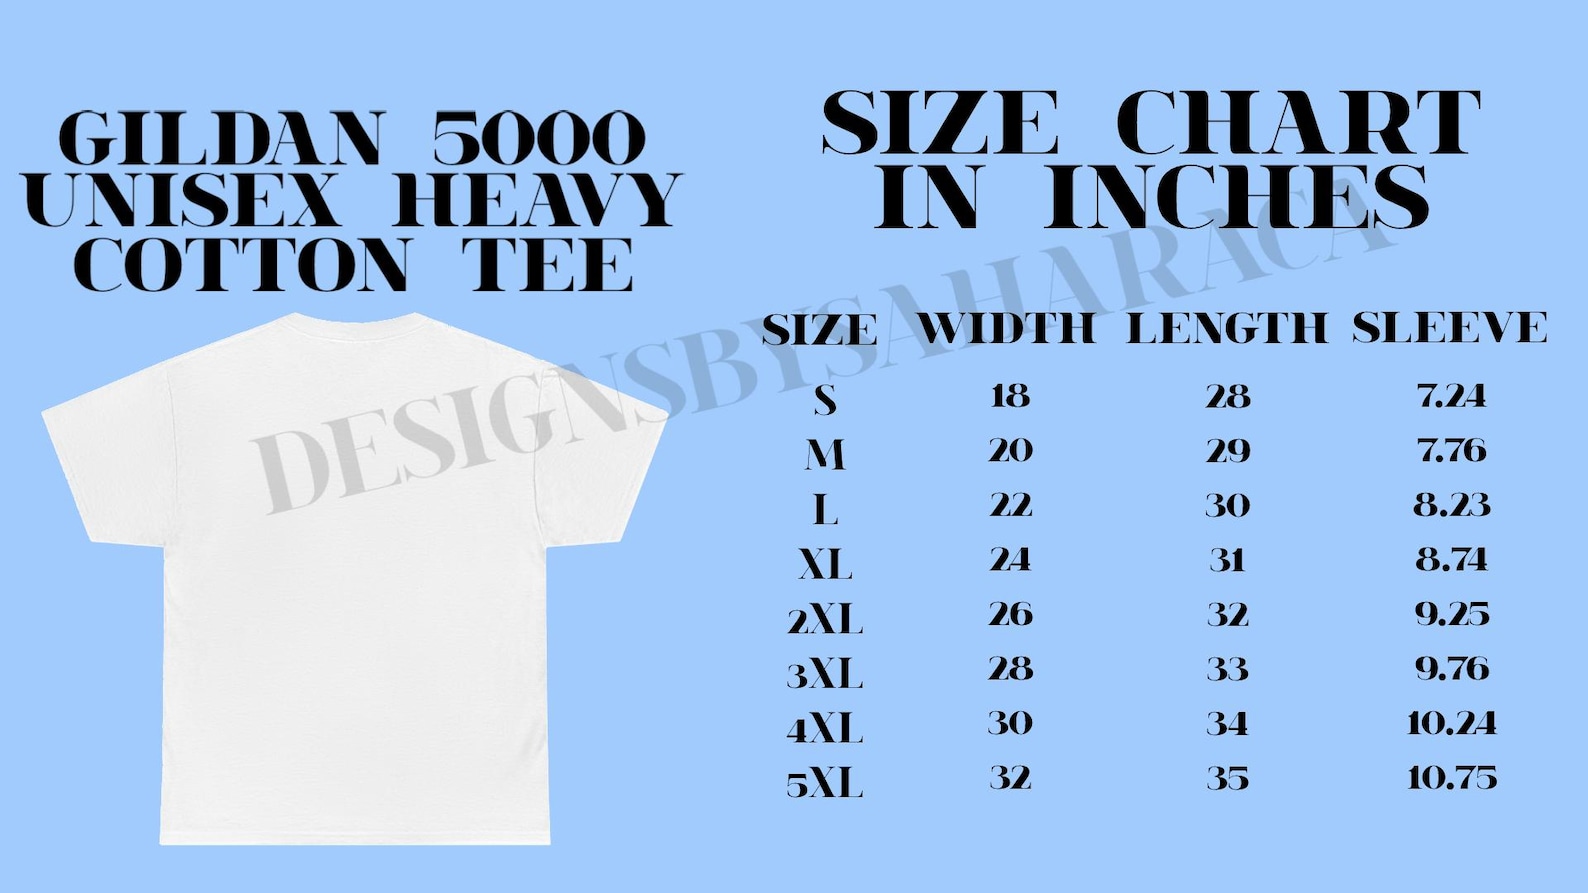 GILDAN 5000
UNISEX HEAVY
COTTON TEE
SIZE CHART
IN INCHES
SIZE WIDTH LENGTH SLEEVE
S 18 28 7.24
M 20 29 7.76
L 22 30 8.23
XL 24 31 8.74
2XL 26 32 9.25
3XL 28 33 9.76
4XL 30 34 10.24
5XL 32 35 10.75
DESIGNSBYSAHARACA